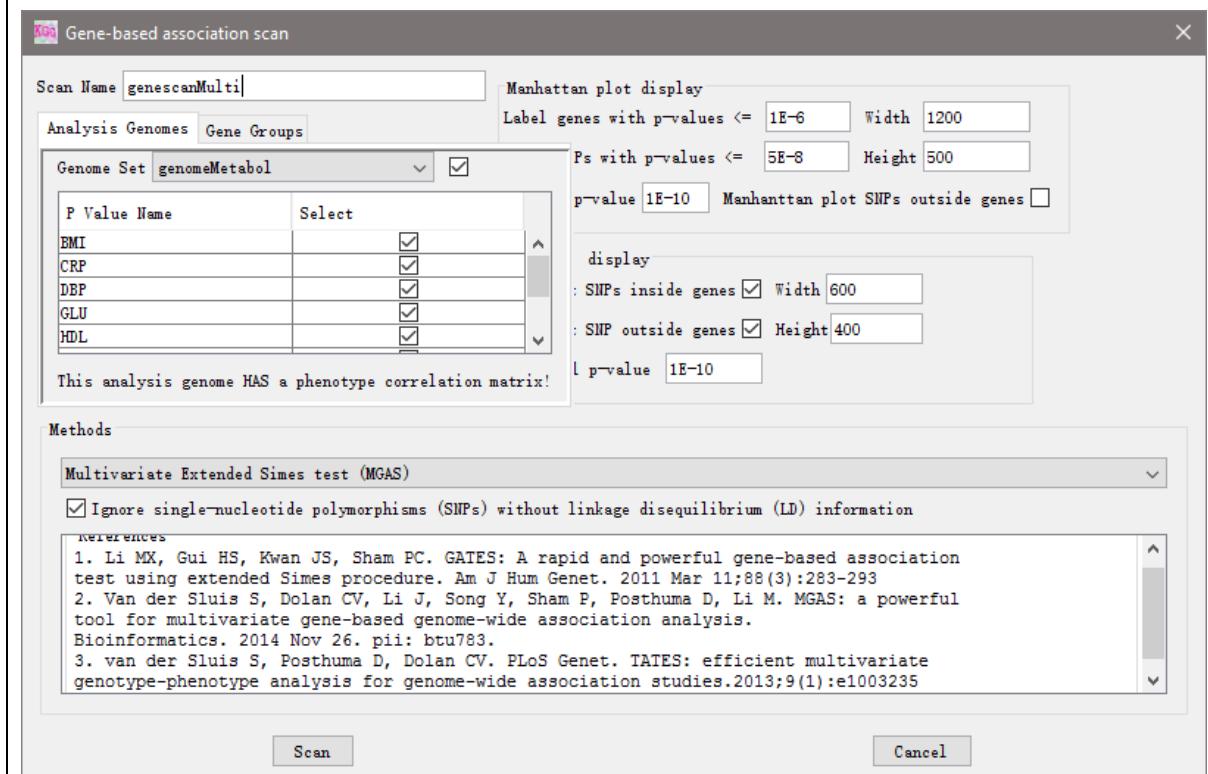 KGG Gene-based association scan
Scan Name genescanMulti
Analysis Genomes Gene Groups
Genome Set genomeMetabol
P Value Name Select
BMI
CRP
DBP
GLU
HDL
This analysis genome HAS a phenotype correlation matrix!
Manhattan plot display
Label genes with p-values <= 1E-6 Width 1200
Ps with p-values <= 5E-8 Height 500
p-value 1E-10 Manhanttan plot SNPs outside genes
display
: SNPs inside genes Width 600
: SNP outside genes Height 400
l p-value 1E-10
Methods
Multivariate Extended Simes test (MGAS)
Ignore single-nucleotide polymorphisms (SNPs) without linkage disequilibrium (LD) information
References
1. Li MX, Gui HS, Kwan JS, Sham PC. GATES: A rapid and powerful gene-based association
test using extended Simes procedure. Am J Hum Genet. 2011 Mar 11;88(3):283-293
2. Van der Sluis S, Dolan CV, Li J, Song Y, Sham P, Posthuma D, Li M. MGAS: a powerful
tool for multivariate gene-based genome-wide association analysis.
Bioinformatics. 2014 Nov 26. pii: btu783.
3. van der Sluis S, Posthuma D, Dolan CV. PLoS Genet. TATES: efficient multivariate
genotype-phenotype analysis for genome-wide association studies.2013;9(1):e1003235
Scan Cancel